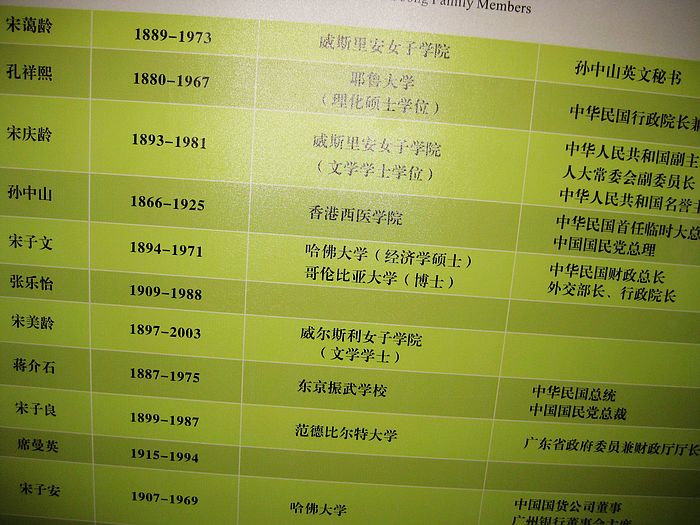 Family Members
宋蔼龄 1889-1973 威斯里安女子学院 孙中山英文秘书
孔祥熙 1880-1967 耶鲁大学
（理化硕士学位） 中华民国行政院长兼
宋庆龄 1893-1981 威斯里安女子学院
（文学学士学位） 中华人民共和国副主
人大常委会副委员长
中华人民共和国名誉主
孙中山 1866-1925 香港西医学院 中华民国首任临时大总
中国国民党总理
宋子文 1894-1971 哈佛大学（经济学硕士）
哥伦比亚大学（博士） 中华民国财政总长
外交部长、行政院长
张乐怡 1909-1988
宋美龄 1897-2003 威尔斯利女子学院
（文学学士）
蒋介石 1887-1975 东京振武学校 中华民国总统
中国国民党总裁
宋子良 1899-1987 范德比尔特大学 广东省政府委员兼财政厅厅长
席曼英 1915-1994
宋子安 1907-1969 哈佛大学 中国国货公司董事
广州银行董事会主席